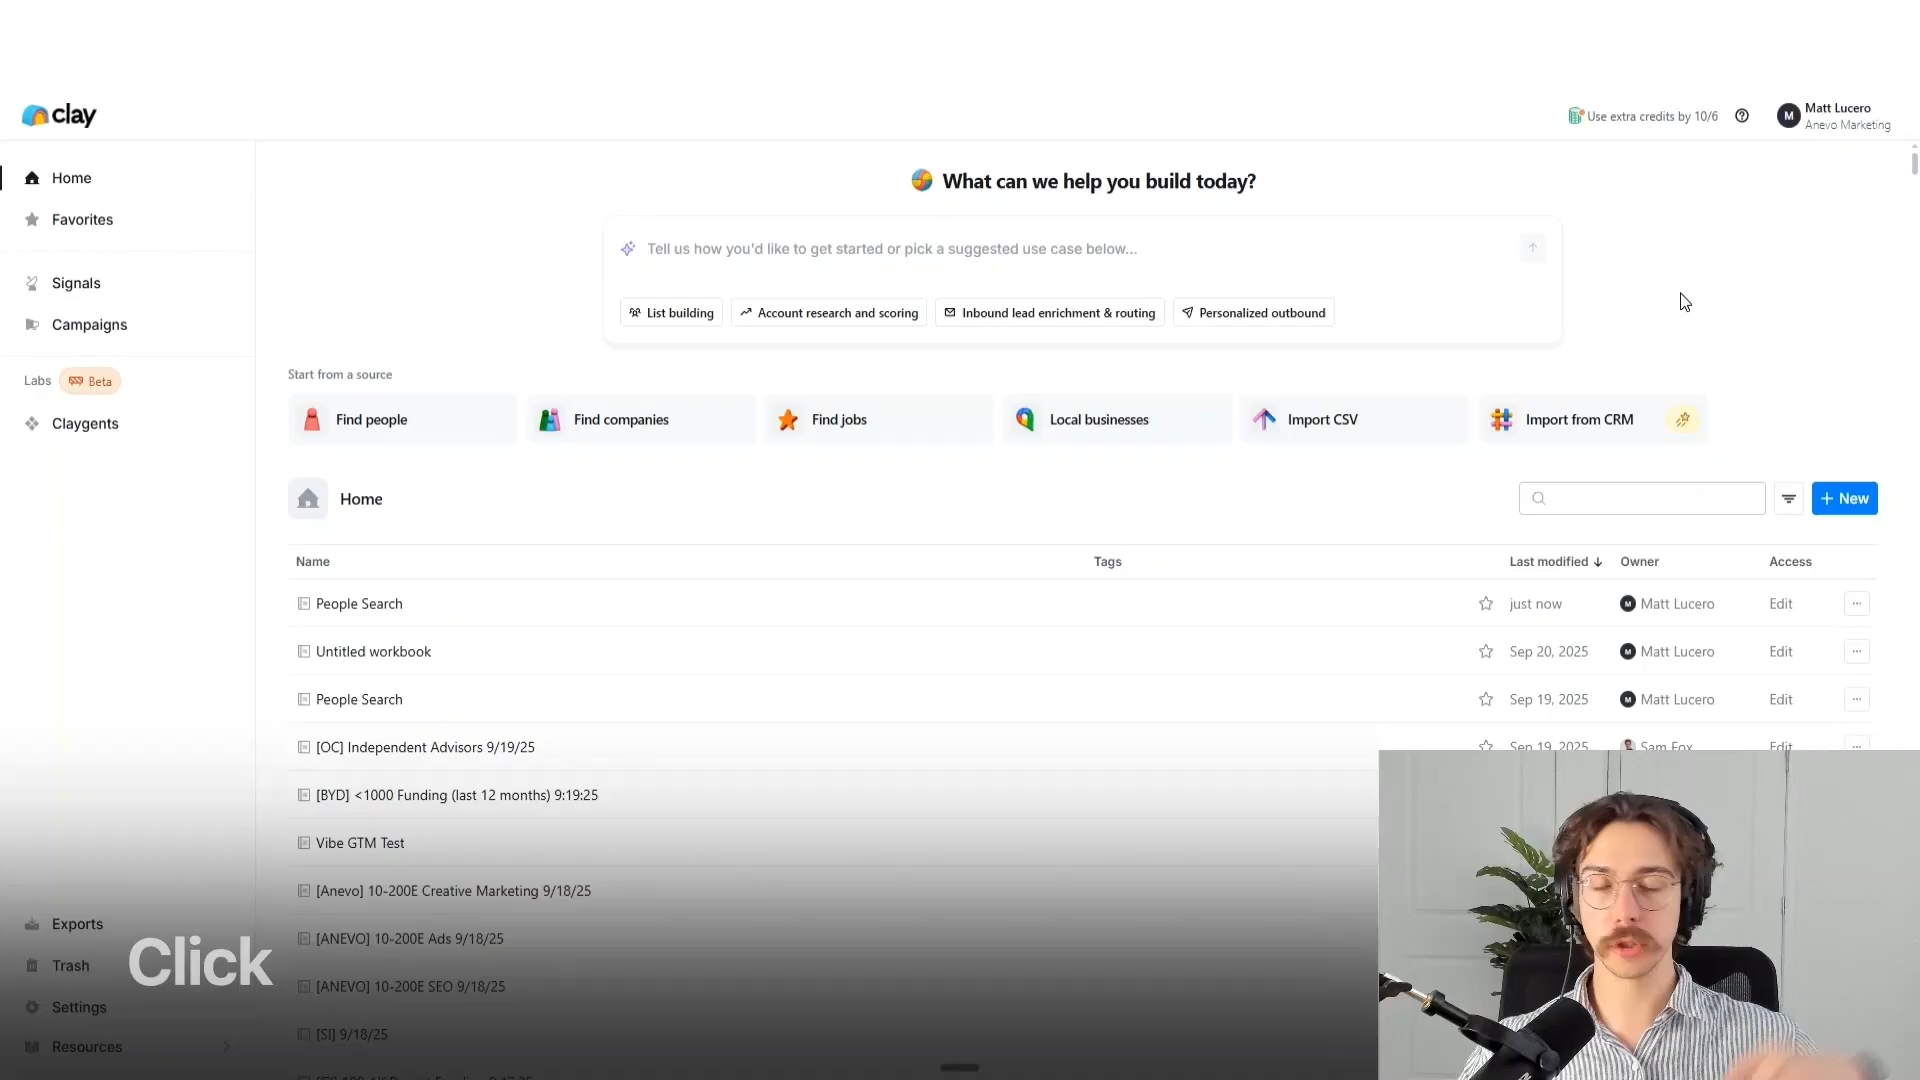 clay
Use extra credits by 10/6
M
Matt Lucero
Anevo Marketing
Home
Favorites
Signals
Campaigns
Labs
Beta
Claygents
Exports
Trash
Settings
Resources
What can we help you build today?
Tell us how you'd like to get started or pick a suggested use case below...
List building
Account research and scoring
Inbound lead enrichment & routing
Personalized outbound
Start from a source
Find people
Find companies
Find jobs
Local businesses
Import CSV
Import from CRM
Home
+ New
Name Tags Last modified Owner Access
People Search just now M Matt Lucero Edit
Untitled workbook Sep 20, 2025 M Matt Lucero Edit
People Search Sep 19, 2025 M Matt Lucero Edit
[OC] Independent Advisors 9/19/25 Sep 19, 2025 Sam Fox Edit
[BYD] <1000 Funding (last 12 months) 9:19:25
Vibe GTM Test
[Anevo] 10-200E Creative Marketing 9/18/25
[ANEVO] 10-200E Ads 9/18/25
[ANEVO] 10-200E SEO 9/18/25
[SI] 9/18/25
Click